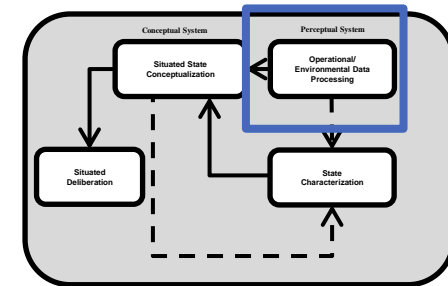 Conceptual System
Perceptual System
Situated State
Conceptualization
Operational/
Environmental Data
Processing
Situated
Deliberation
State
Characterization